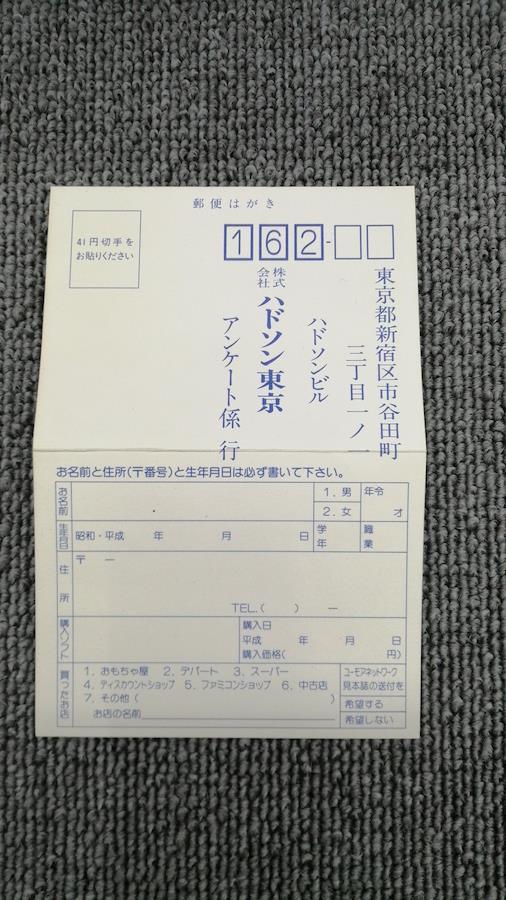 郵便はがき
41円切手を
お貼りください
162-
東京都新宿区市谷田町
三丁目一ノ一
ハドソンビル
株式会社ハドソン東京
アンケート係 行
お名前と住所(〒番号)と生年月日は必ず書いて下さい。
お名前
1. 男
2. 女
年令
才
生年月日
昭和・平成 年 月 日
学年
職業
住所
〒 ー
TEL.( ) ー
購入ソフト
購入日
平成 年 月 日
購入価格( 円)
買ったお店
1. おもちゃ屋 2. デパート 3. スーパー
4. ディスカウントショップ 5. ファミコンショップ 6. 中古店
7. その他( )
お店の名前
ユーモアネットワーク
見本誌の送付を
希望する
希望しない